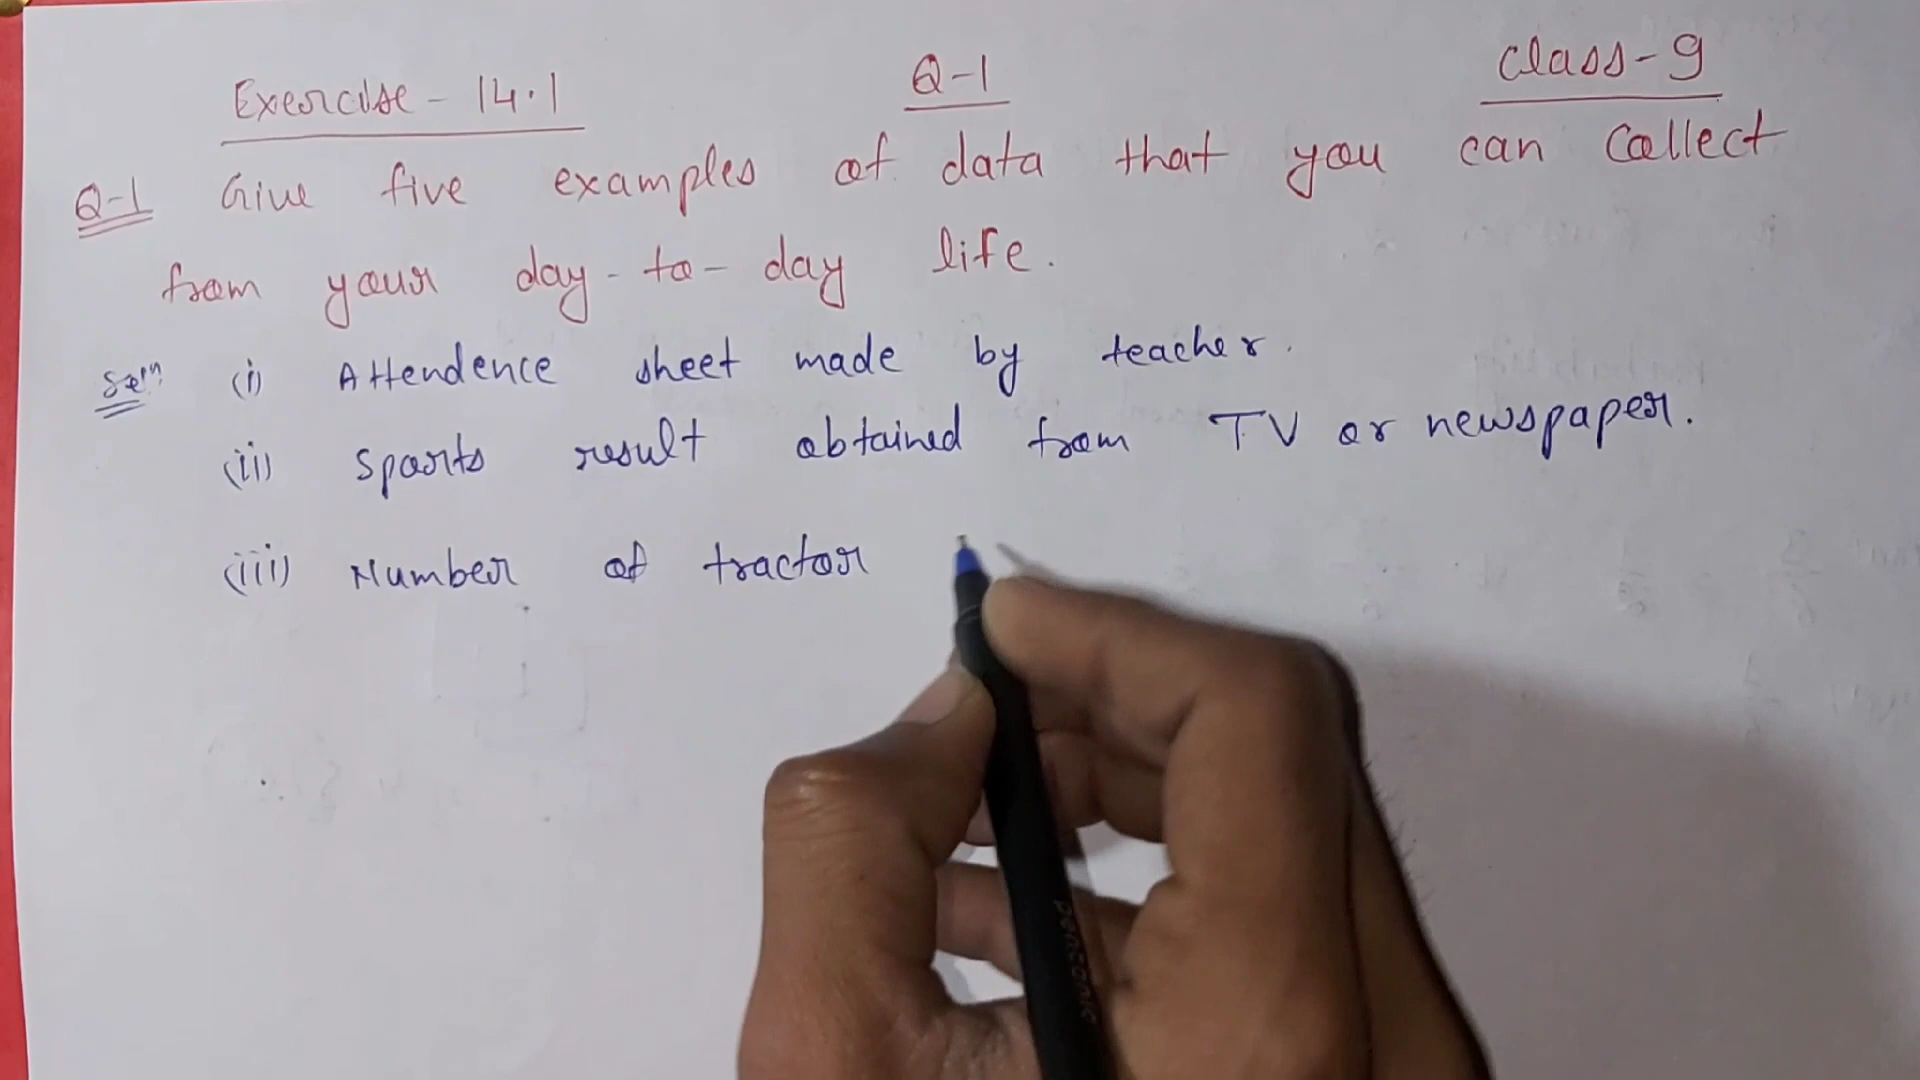 Exercise - 14.1
Q-1
Class-9
Q-1 Give five examples of data that you can collect
from your day-to-day life.
Soln (i) Attendence sheet made by teacher.
(ii) Sports result obtained from TV or newspaper.
(iii) Number of tractor
pentonic